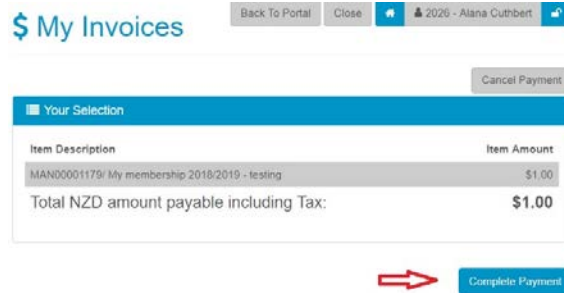 $ My Invoices
Back To Portal Close 2026 - Alana Cuthbert
Cancel Payment
Your Selection
Item Description Item Amount
MAN00001179/ My membership 2018/2019 - testing $1.00
Total NZD amount payable including Tax: $1.00
Complete Payment